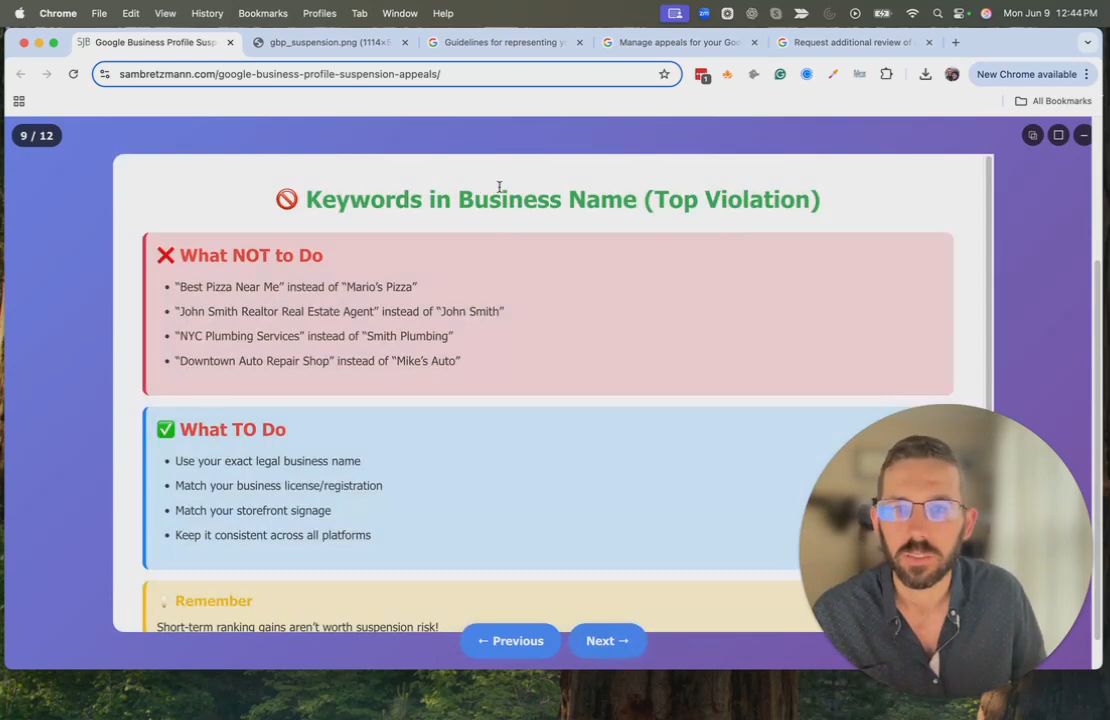 Chrome File Edit View History Bookmarks Profiles Tab Window Help
zm
Mon Jun 9 12:44 PM
SJB Google Business Profile Susp
gbp_suspension.png (1114×5
Guidelines for representing y
Manage appeals for your Goo
Request additional review of
sambretzmann.com/google-business-profile-suspension-appeals/
1
New Chrome available
All Bookmarks
9 / 12
Keywords in Business Name (Top Violation)
What NOT to Do
• “Best Pizza Near Me” instead of “Mario’s Pizza”
• “John Smith Realtor Real Estate Agent” instead of “John Smith”
• “NYC Plumbing Services” instead of “Smith Plumbing”
• “Downtown Auto Repair Shop” instead of “Mike’s Auto”
What TO Do
• Use your exact legal business name
• Match your business license/registration
• Match your storefront signage
• Keep it consistent across all platforms
Remember
Short-term ranking gains aren’t worth suspension risk!
← Previous
Next →